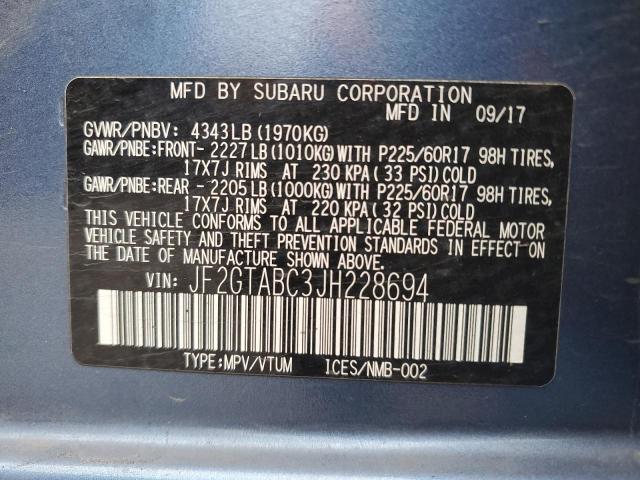 MFD BY SUBARU CORPORATION
MFD IN 09/17
GVWR/PNBV: 4343LB(1970KG)
GAWR/PNBE:FRONT- 2227LB(1010KG)WITH P225/60R17 98H TIRES,
17X7J RIMS AT 230 KPA(33 PSI)COLD
GAWR/PNBE:REAR - 2205LB(1000KG)WITH P225/60R17 98H TIRES,
17X7J RIMS AT 220 KPA(32 PSI)COLD
THIS VEHICLE CONFORMS TO ALL APPLICABLE FEDERAL MOTOR
VEHICLE SAFETY AND THEFT PREVENTION STANDARDS IN EFFECT ON
THE DATE OF MANUFACTURE SHOWN ABOVE.
VIN: JF2GTABC3JH228694
TYPE:MPV/VTUM ICES/NMB-002